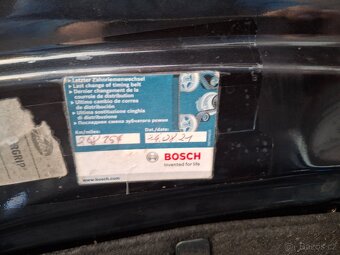 ▸ Letzter Zahnriemenwechsel
▸ Last change of timing belt
▸ Dernier changement de la
courroie de distribution
▸ Ultimo cambio de correa
de distribución
▸ Ultima sostituzione cinghia
di distribuzione
▸ Последняя смена зубчатого ремня
Km/miles:
Dat./date:
BOSCH
Invented for life
www.bosch.com
GRIP